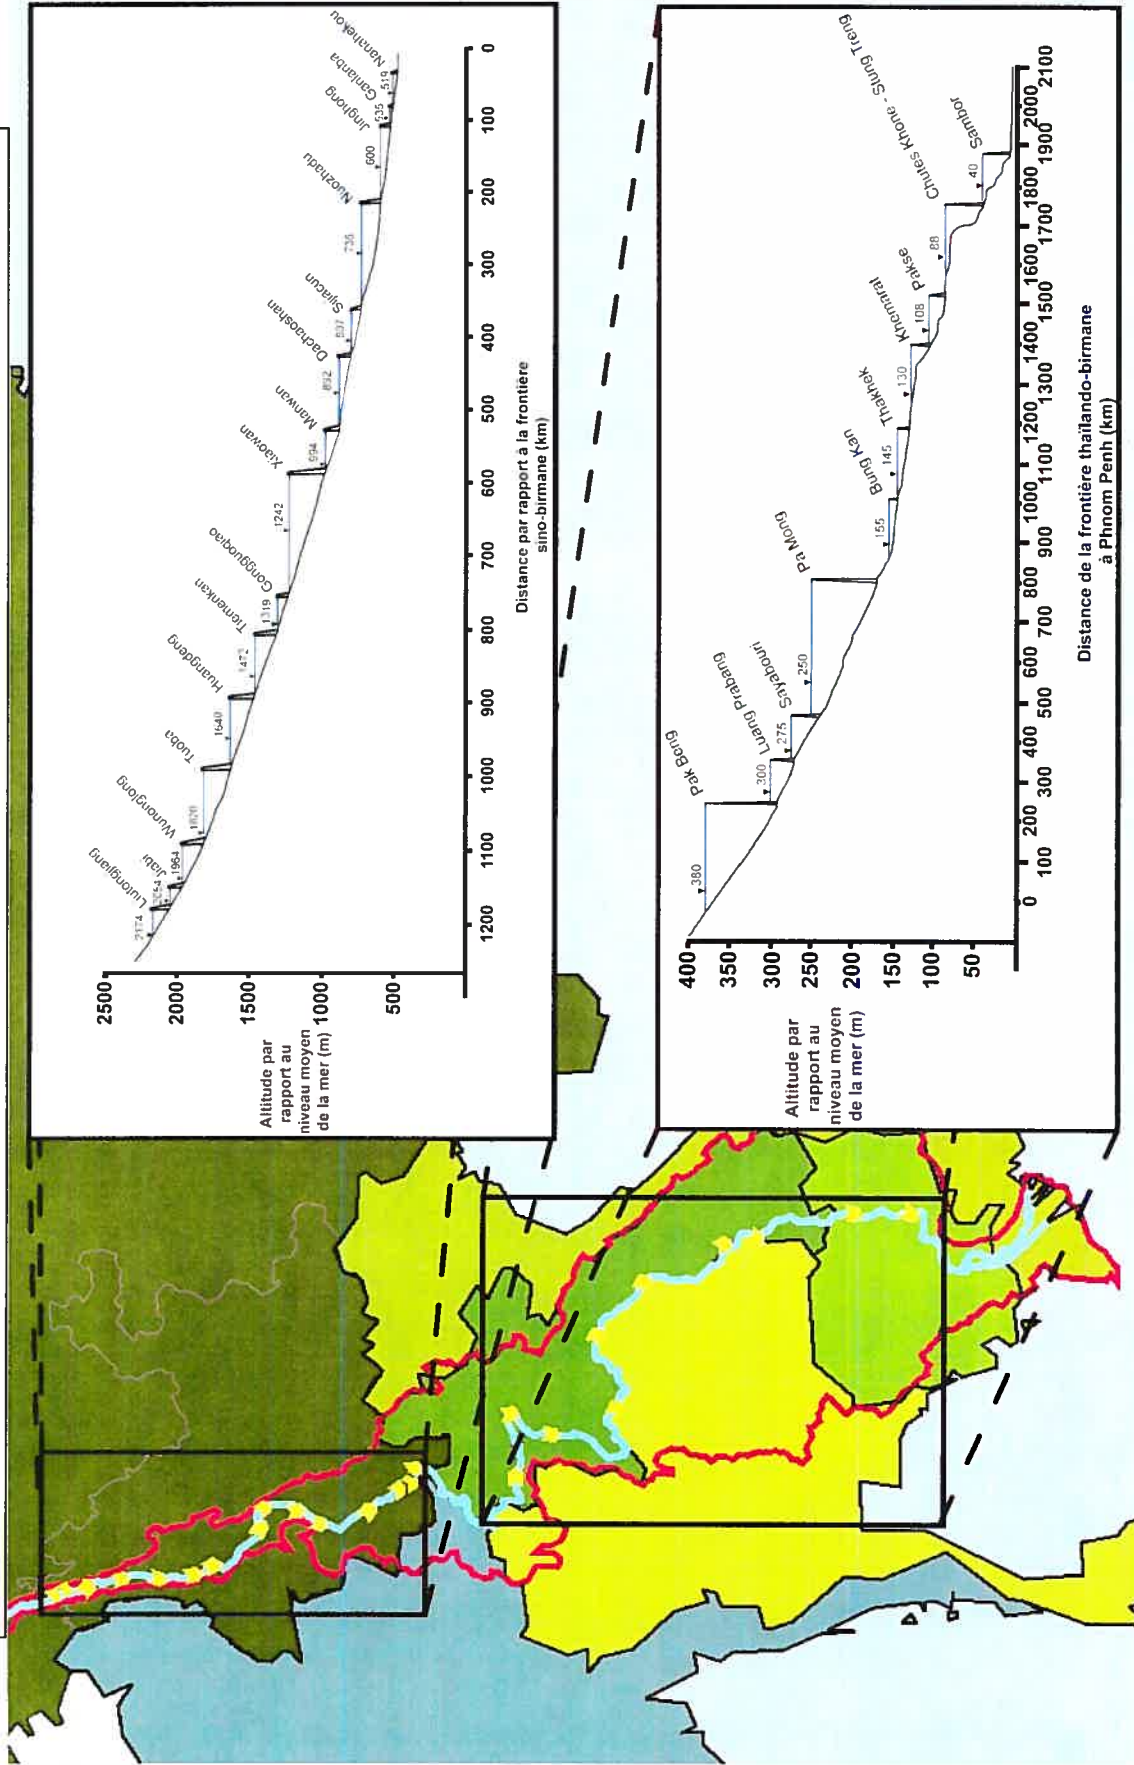 Altitude par
rapport au
niveau moyen
de la mer (m)
2500
2000
1500
1000
500
Liutongjiang
Jiabi
Wunonglong
Tuoba
Huangdeng
Tiemenkan
Gongguoqiao
Xiaowan
Manwan
Dachaoshan
Nuozhadu
Jinghong
Ganlanba
Nanahekou
2174
2054
1964
1820
1640
1472
1319
1242
994
892
807
735
600
535
519
1200
1100
1000
900
800
700
600
500
400
300
200
100
0
Distance par rapport à la frontière
sino-birmane (km)
Altitude par
rapport au
niveau moyen
de la mer (m)
400
350
300
250
200
150
100
50
Pak Beng
Luang Prabang
Sayabouri
Pa Mong
Bung Kan
Thakhek
Khemarat
Pakse
Chutes Khone - Stung Treng
Sambor
380
300
275
250
155
145
130
108
88
40
0
100
200
300
400
500
600
700
800
900
1000
1100
1200
1300
1400
1500
1600
1700
1800
1900
2000
2100
Distance de la frontière thaïlando-birmane
à Phnom Penh (km)